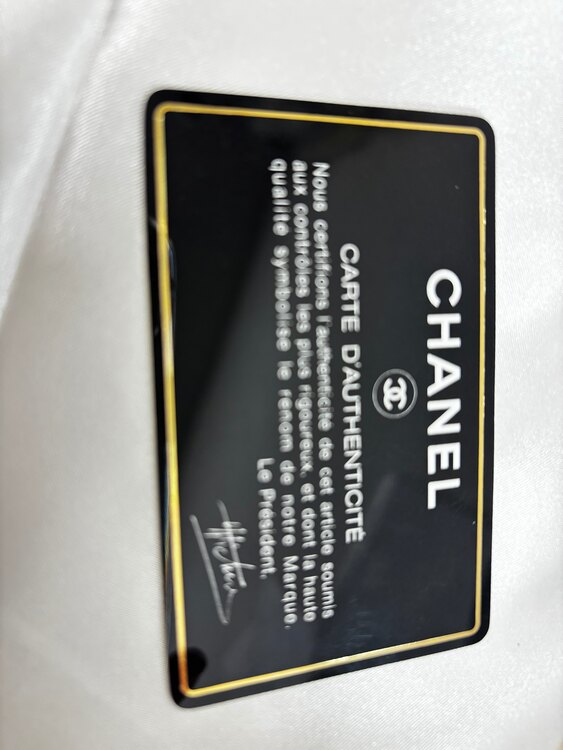 CHANEL
CARTE D'AUTHENTICITÉ
Nous certifions l'authenticité de cet article soumis
aux contrôles les plus rigoureux, et dont la haute
qualité symbolise le renom de notre Marque.
Le Président.